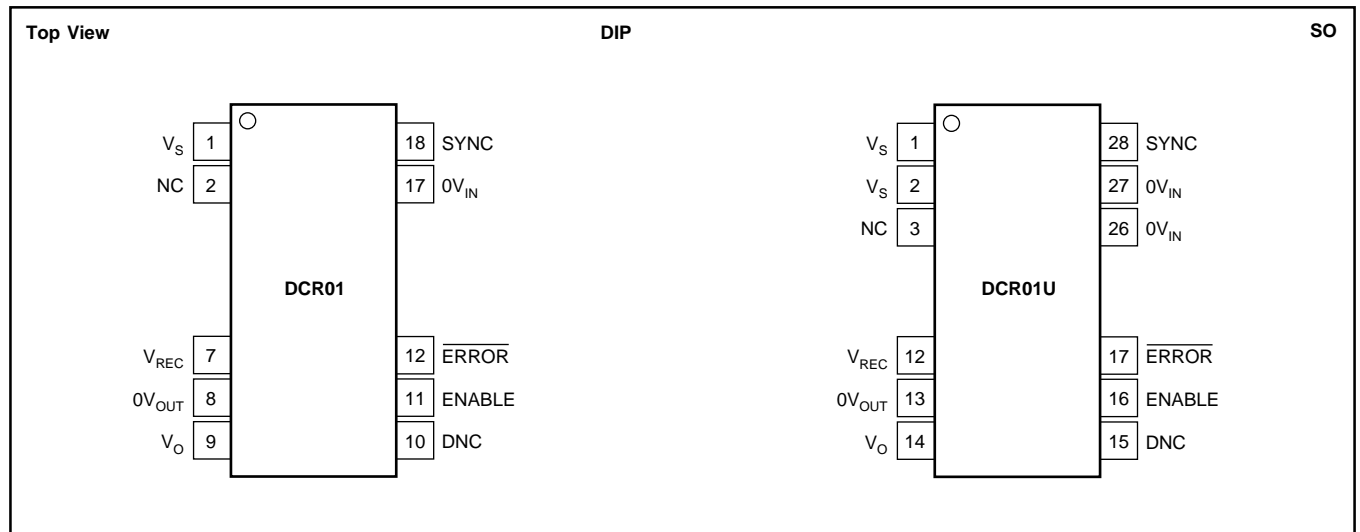 Top View DIP SO
V_S 1 18 SYNC
NC 2 17 0V_IN
DCR01
V_REC 7 12 ERROR
0V_OUT 8 11 ENABLE
V_O 9 10 DNC
V_S 1 28 SYNC
V_S 2 27 0V_IN
NC 3 26 0V_IN
DCR01U
V_REC 12 17 ERROR
0V_OUT 13 16 ENABLE
V_O 14 15 DNC